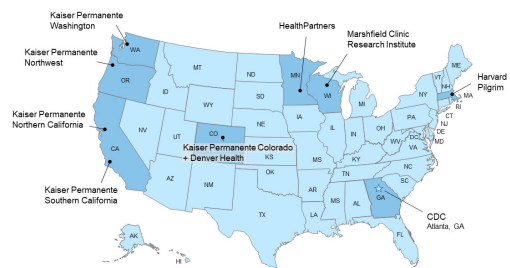 Kaiser Permanente
Washington
HealthPartners
Marshfield Clinic
Research Institute
Kaiser Permanente
Northwest
Harvard
Pilgrim
Kaiser Permanente
Northern California
Kaiser Permanente Colorado
+ Denver Health
Kaiser Permanente
Southern California
CDC
Atlanta, GA
WA
MT
ND
MN
ME
VT
NH
OR
ID
SD
WI
MI
NY
MA
RI
CT
WY
IA
PA
NJ
NE
NV
UT
CO
IL
IN
OH
DE
MD
DC
WV
VA
CA
KS
MS
KY
NC
TN
AZ
NM
OK
AR
SC
MS
AL
GA
TX
LA
FL
AK
HI